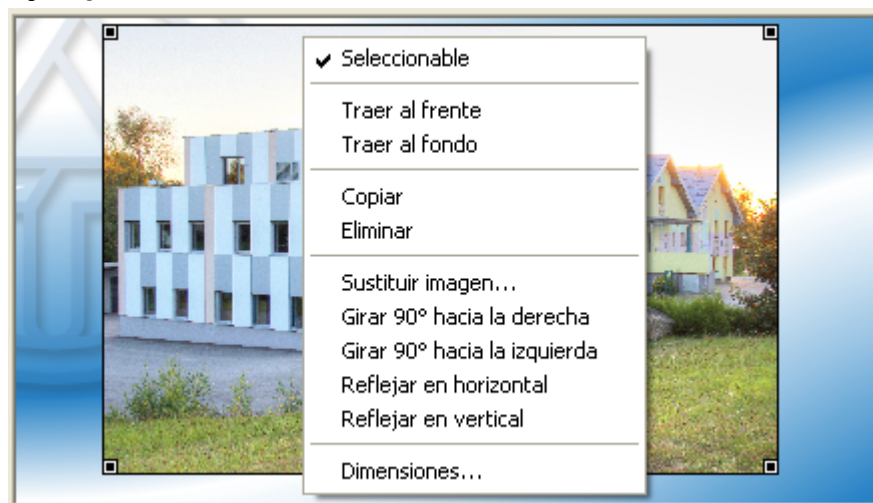 Seleccionable
Traer al frente
Traer al fondo
Copiar
Eliminar
Sustituir imagen...
Girar 90° hacia la derecha
Girar 90° hacia la izquierda
Reflejar en horizontal
Reflejar en vertical
Dimensiones...